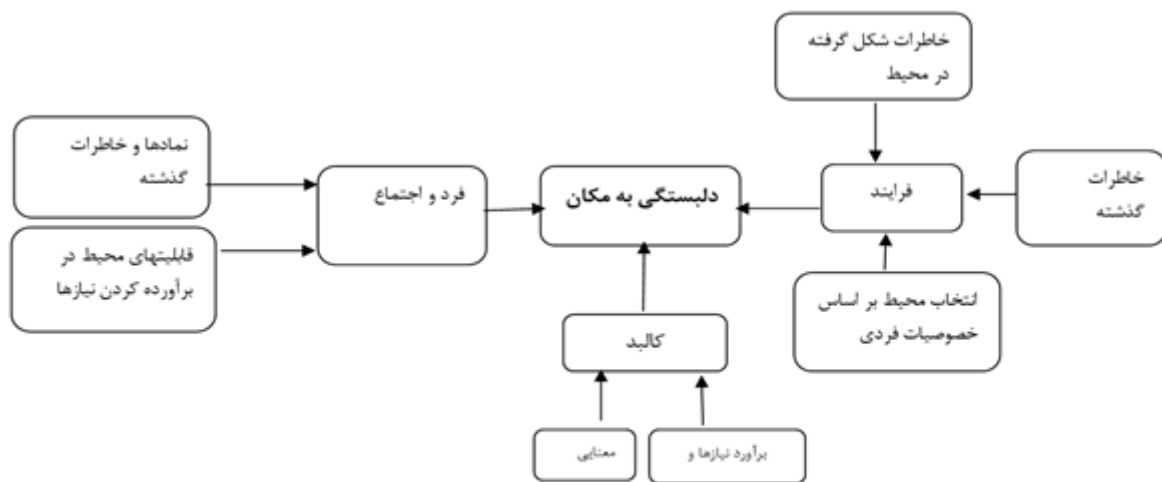 خاطرات شکل گرفته
در محیط
خاطرات
گذشته
فرایند
دلبستگی به مکان
فرد و اجتماع
نمادها و خاطرات
گذشته
قابلیتهای محیط در
برآورده کردن نیازها
انتخاب محیط بر اساس
خصوصیات فردی
کالبد
برآورد نیازها و
معنایی